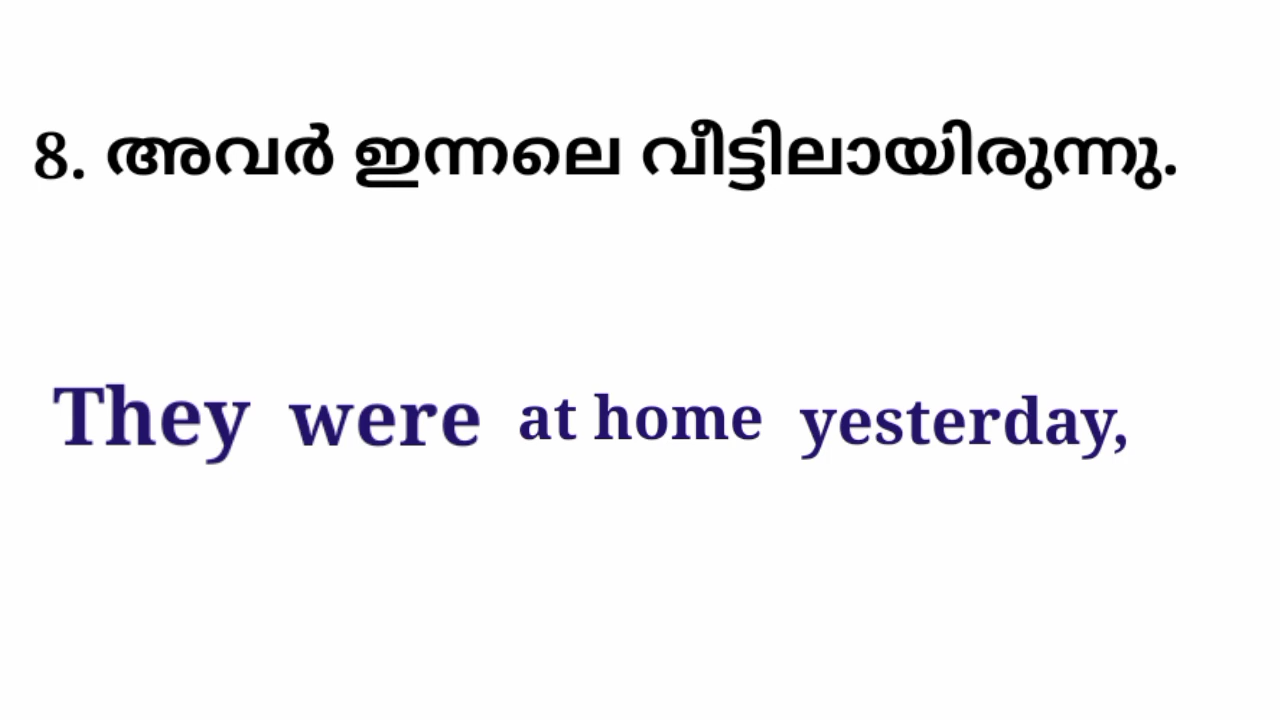 8. അവർ ഇന്നലെ വീട്ടിലായിരുന്നു.
They were at home yesterday,